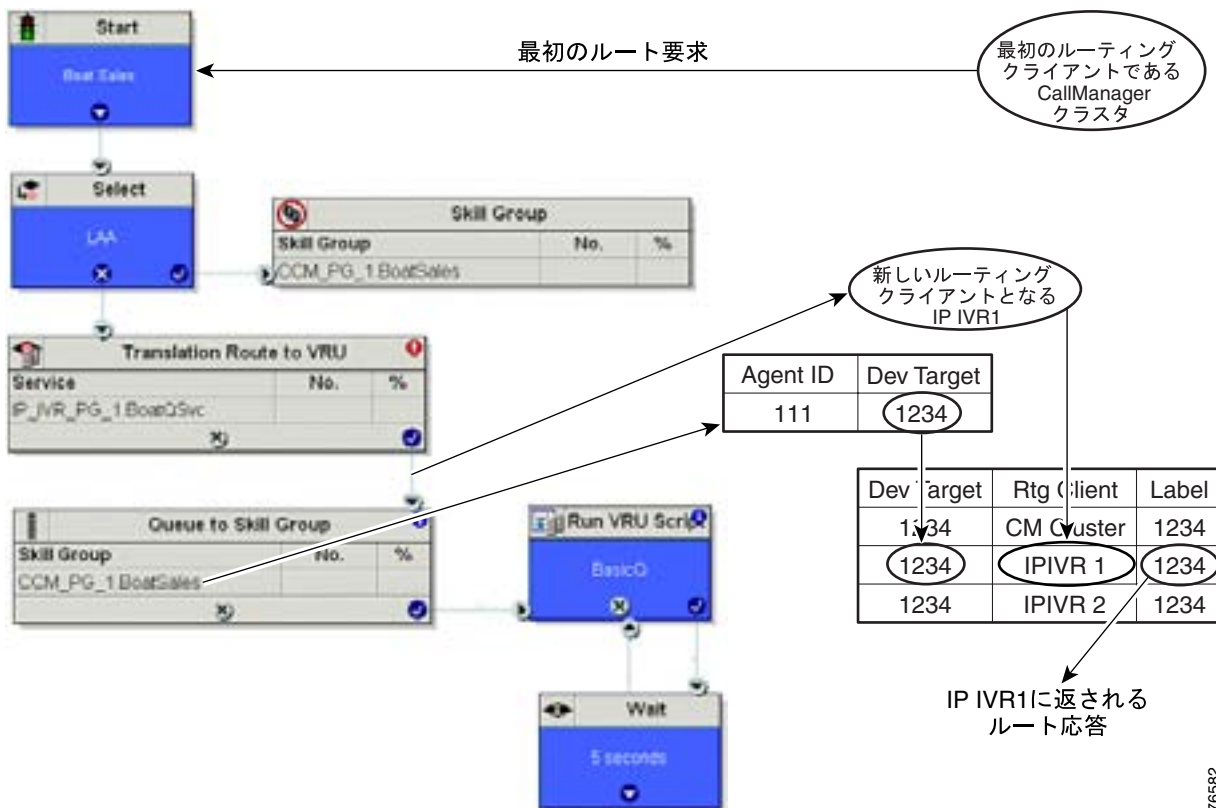 Start
Boat Sales
最初のルート要求
最初のルーティング
クライアントである
CallManager
クラスタ
Select
LAA
Skill Group
Skill Group No. %
CCM_PG_1.BoatSales
新しいルーティング
クライアントとなる
IP IVR1
Translation Route to VRU
Service No. %
IP_IVR_PG_1.BoatQSvc
Agent ID Dev Target
111 1234
Queue to Skill Group
Skill Group No. %
CCM_PG_1.BoatSales
Run VRU Script
BasicQ
Dev Target Rtg Client Label
1234 CM Cluster 1234
1234 IPIVR 1 1234
1234 IPIVR 2 1234
Wait
5 seconds
IP IVR1に返される
ルート応答
76582